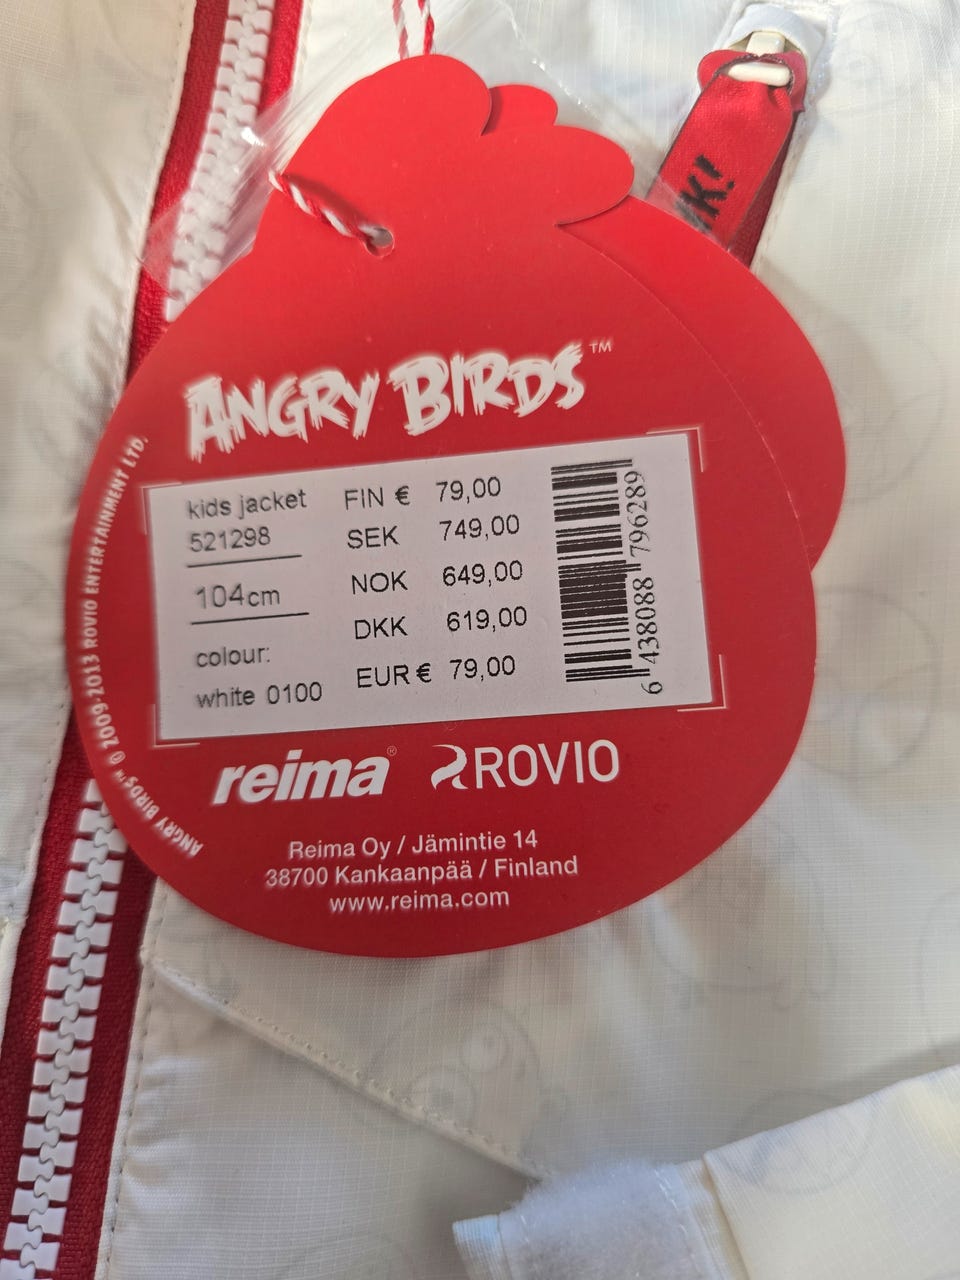 ANGRY BIRDS™
kids jacket
521298
104cm
colour:
white 0100
FIN € 79,00
SEK 749,00
NOK 649,00
DKK 619,00
EUR € 79,00
6 438088 796289
reima®
ROVIO
Reima Oy / Jämintie 14
38700 Kankaanpää / Finland
www.reima.com
ANGRY BIRDS™ © 2009-2013 ROVIO ENTERTAINMENT LTD.